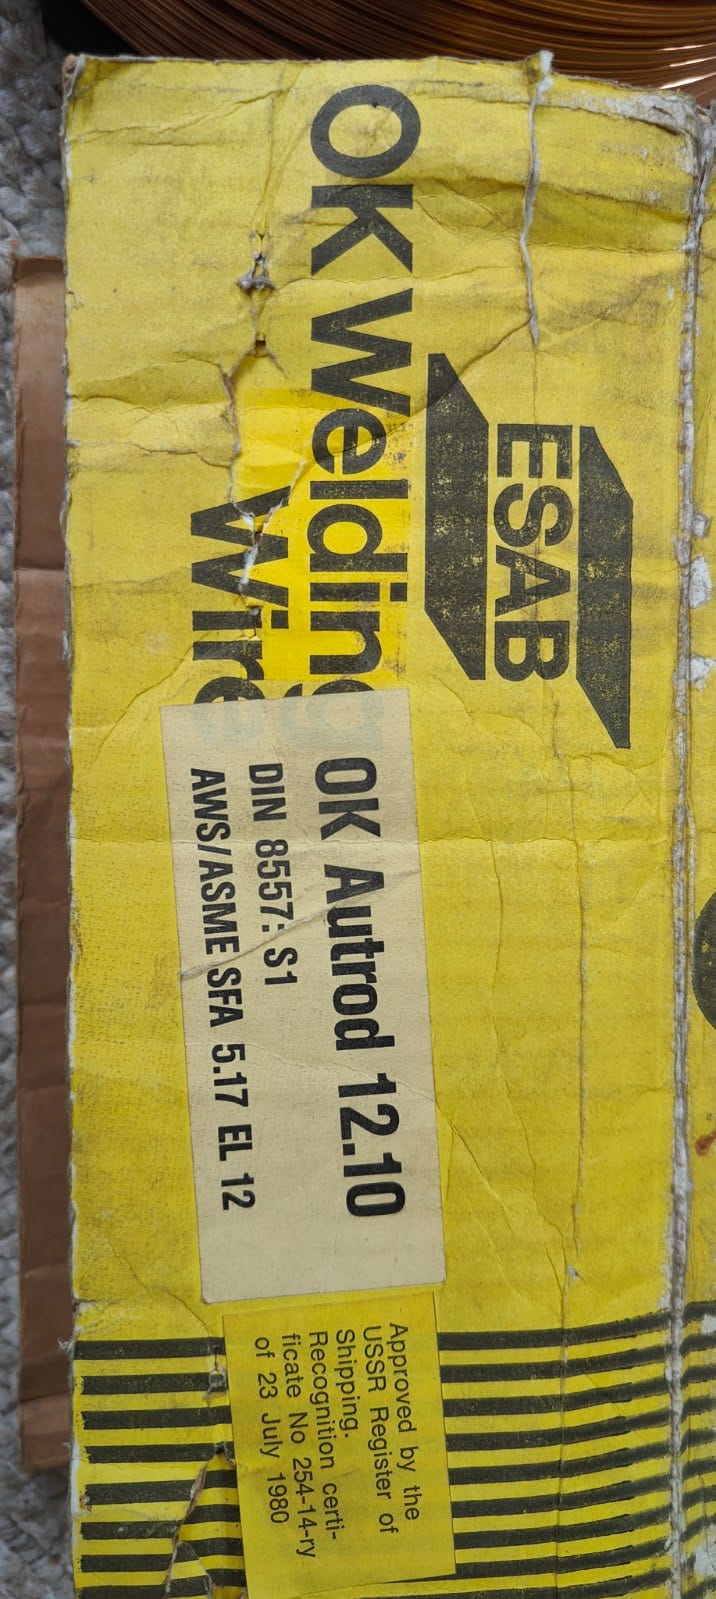 ESAB
OK Welding
Wire
OK Autrod 12.10
DIN 8557: S1
AWS/ASME SFA 5.17 EL 12
Approved by the
USSR Register of
Shipping.
Recognition certi-
ficate No 254-14-ry
of 23 July 1980